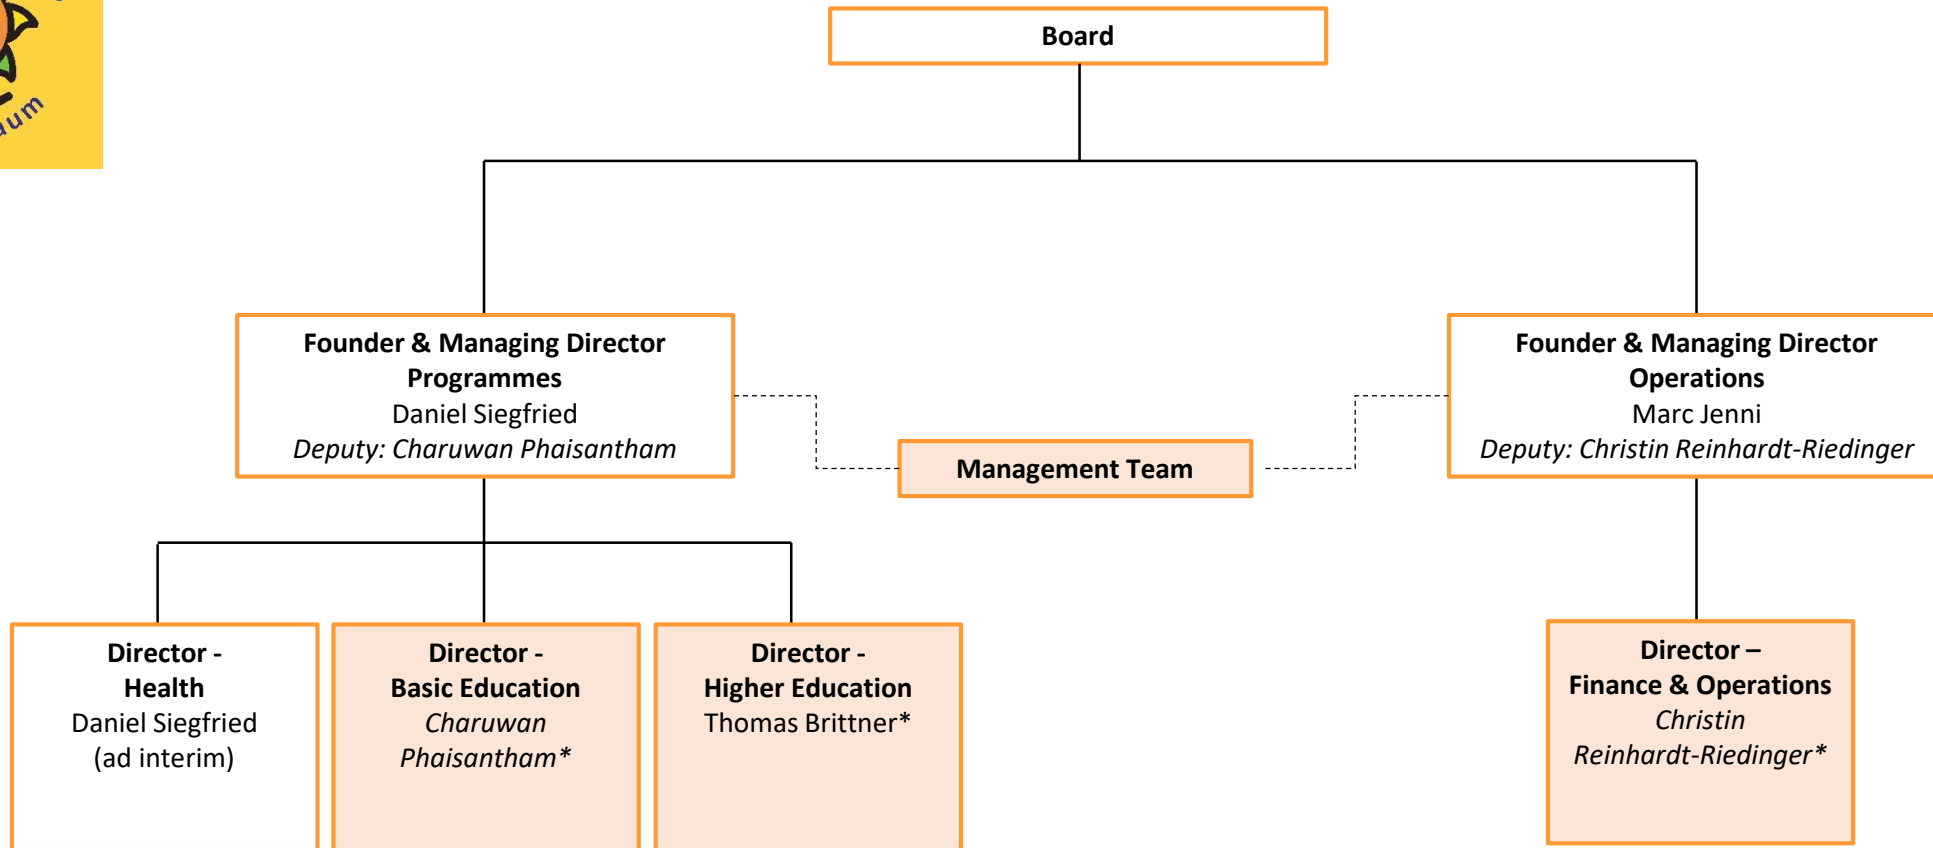 Board
Founder & Managing Director
Programmes
Daniel Siegfried
Deputy: Charuwan Phaisantham
Founder & Managing Director
Operations
Marc Jenni
Deputy: Christin Reinhardt-Riedinger
Management Team
Director -
Health
Daniel Siegfried
(ad interim)
Director -
Basic Education
Charuwan
Phaisantham*
Director -
Higher Education
Thomas Brittner*
Director –
Finance & Operations
Christin
Reinhardt-Riedinger*